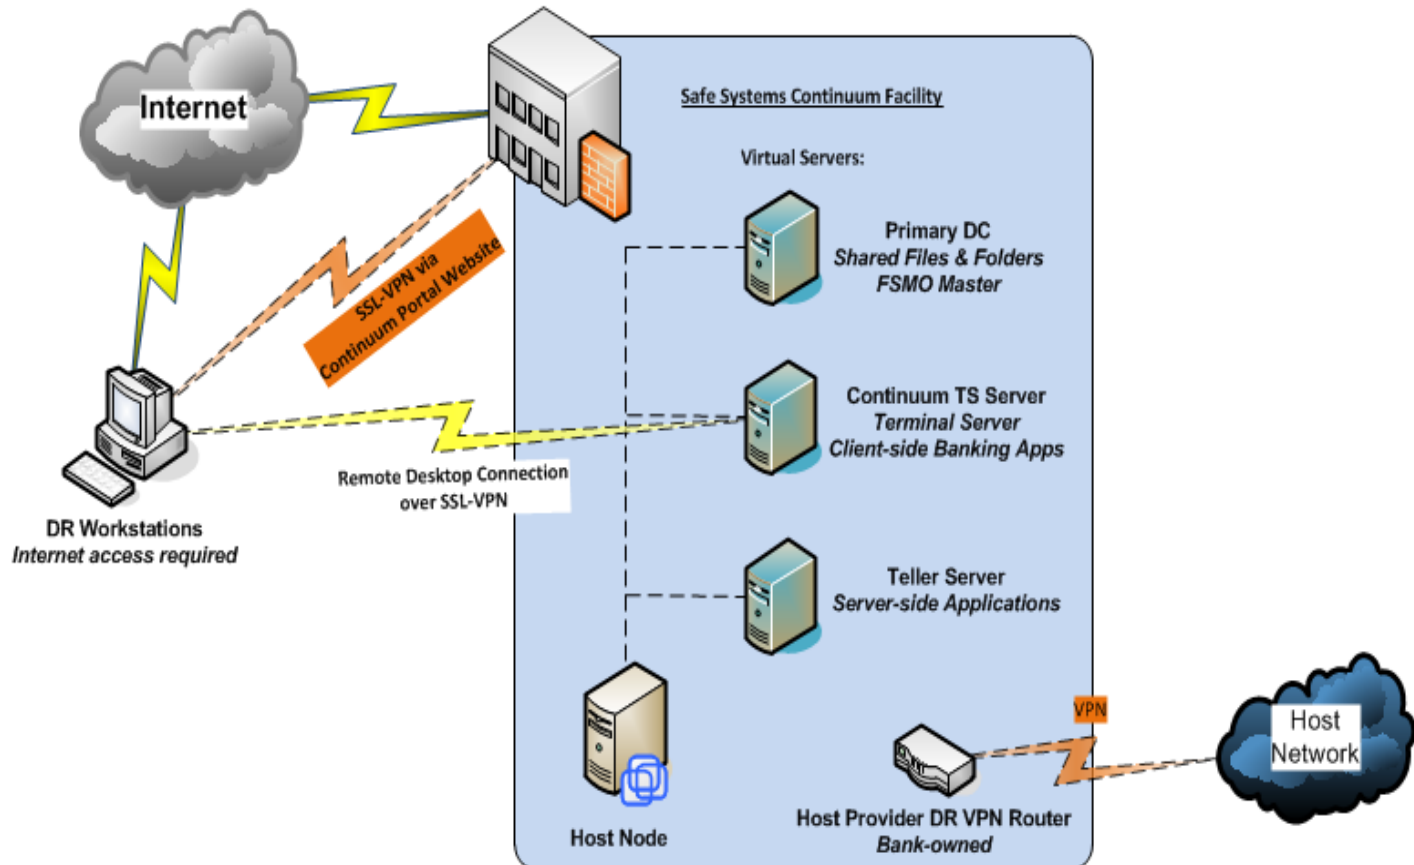 Internet
Safe Systems Continuum Facility
Virtual Servers:
Primary DC
Shared Files & Folders
FSMO Master
SSL-VPN via
Continuum Portal Website
Continuum TS Server
Terminal Server
Client-side Banking Apps
Remote Desktop Connection
over SSL-VPN
DR Workstations
Internet access required
Teller Server
Server-side Applications
VPN
Host
Network
Host Node
Host Provider DR VPN Router
Bank-owned